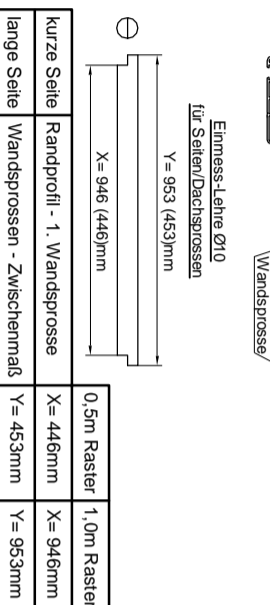 Wandsprosse
Einmess-Lehre Ø10
für Seiten/Dachsprossen
Y= 953 (453)mm
X= 946 (446)mm
0,5m Raster 1,0m Raster
kurze Seite Randprofil - 1. Wandsprosse X= 446mm X= 946mm
lange Seite Wandsprossen - Zwischenmaß Y= 453mm Y= 953mm